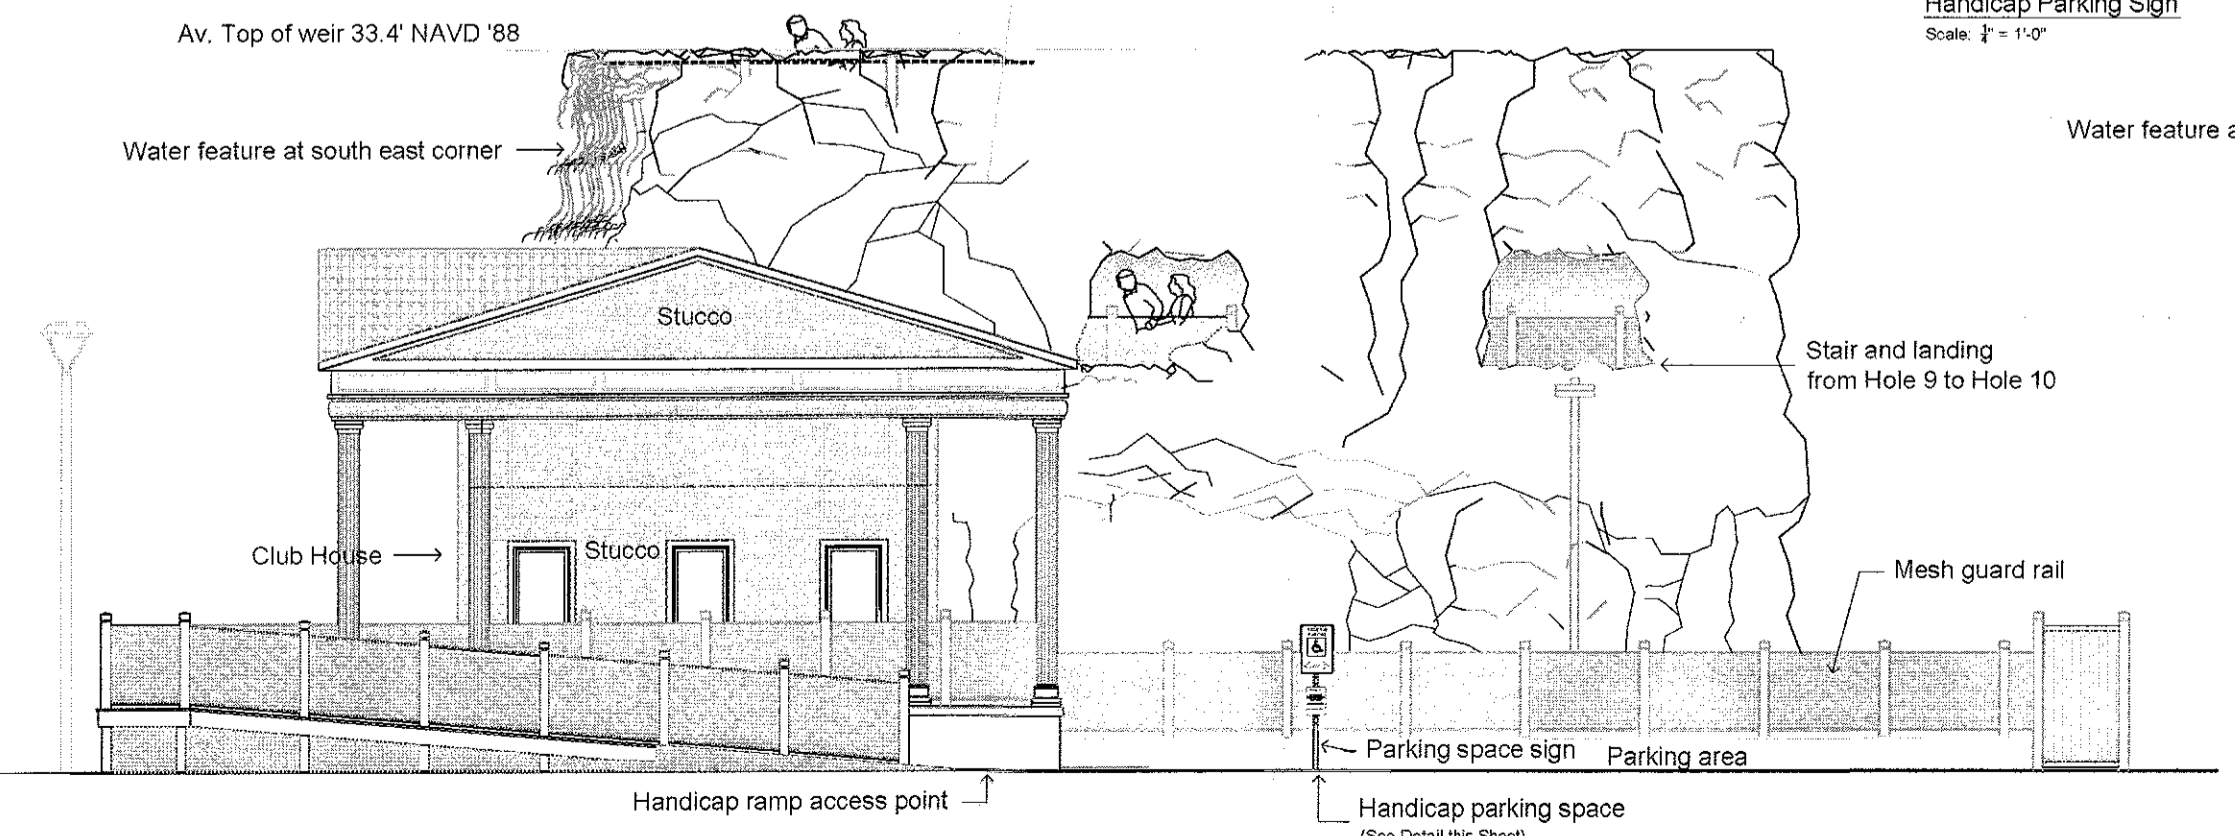 Handicap Parking Sign
Scale: ¼" = 1'-0"
Av. Top of weir 33.4' NAVD '88
Water feature at south east corner
Water feature a
Stucco
Stair and landing
from Hole 9 to Hole 10
Club House
Stucco
Mesh guard rail
Parking space sign
Parking area
Handicap ramp access point
Handicap parking space
(See Detail this Sheet)